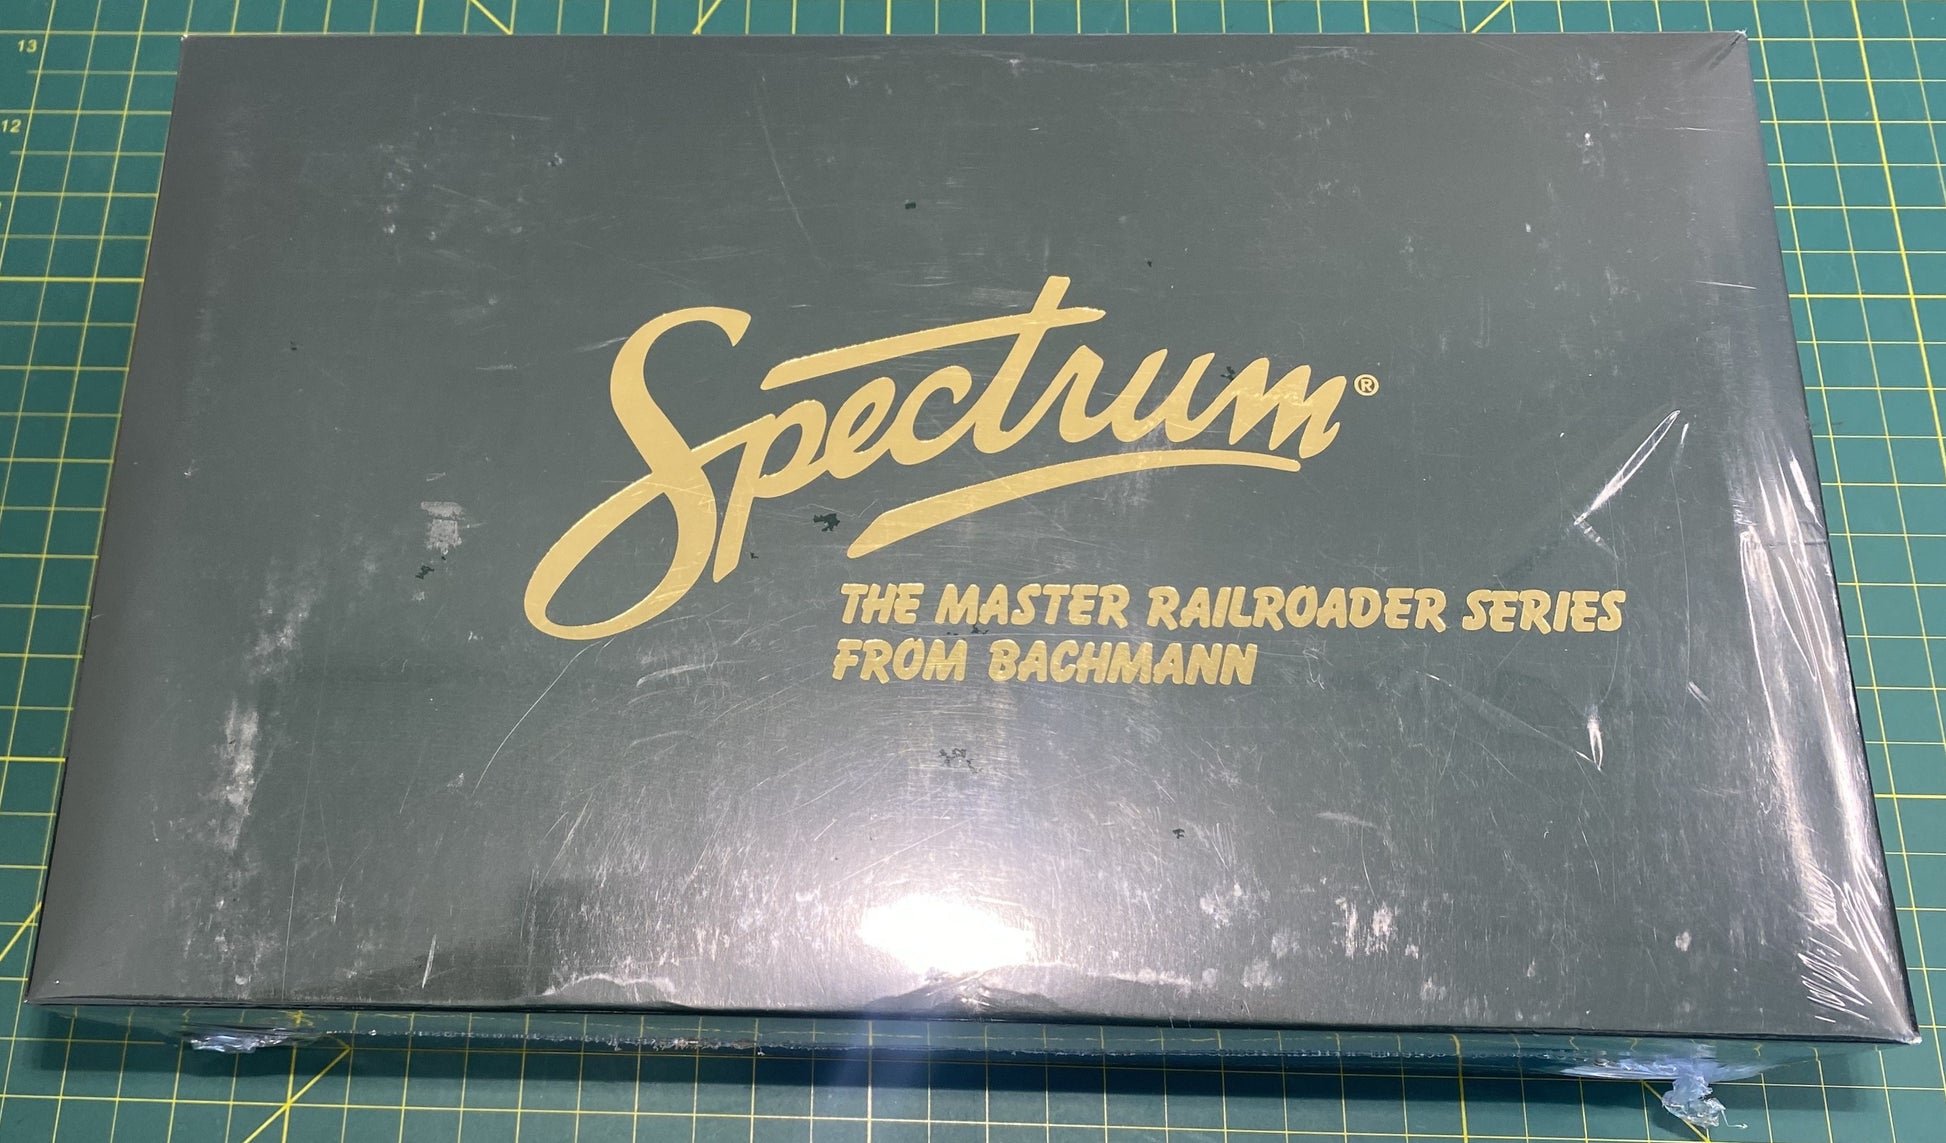 13
12
Spectrum®
THE MASTER RAILROADER SERIES
FROM BACHMANN